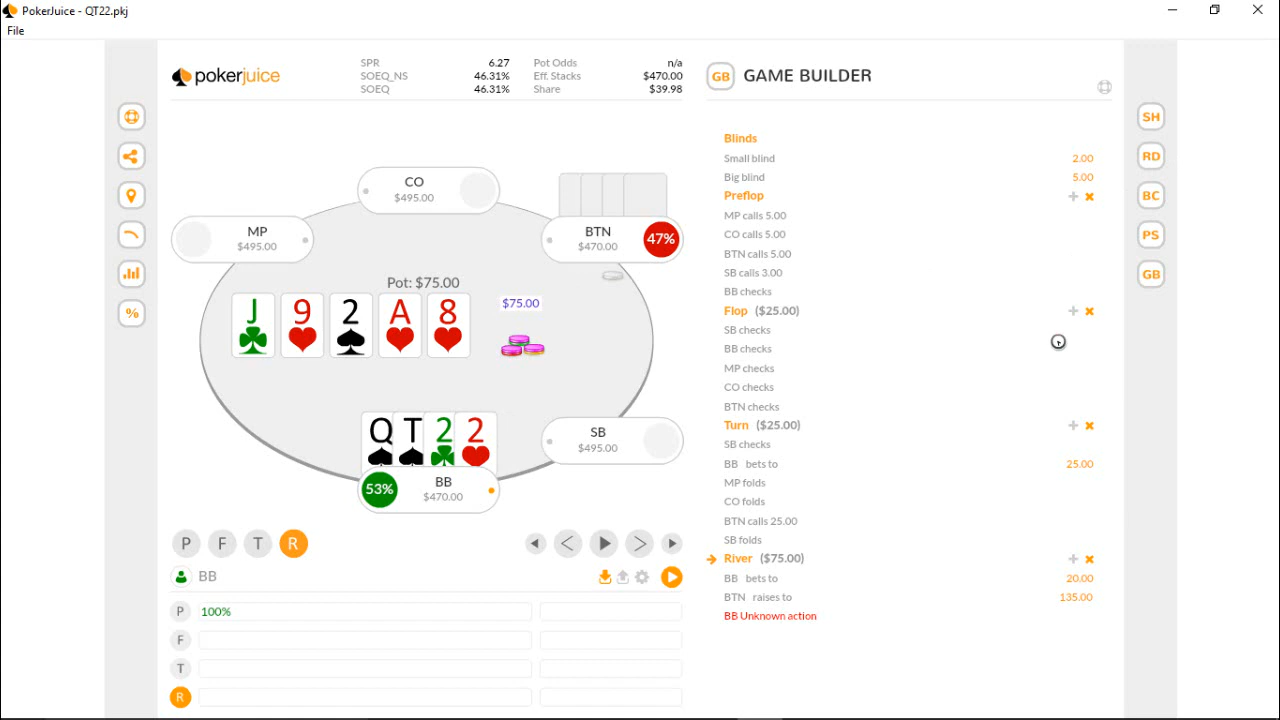 PokerJuice - QT22.pkj
File
pokerjuice
SPR 6.27 Pot Odds n/a
SOEQ_NS 46.31% Eff. Stacks $470.00
SOEQ 46.31% Share $39.98
GB GAME BUILDER
CO
$495.00
MP
$495.00
BTN
$470.00
47%
Pot: $75.00
$75.00
J 9 2 A 8
Q T 2 2
SB
$495.00
53%
BB
$470.00
P F T R
BB
P 100%
F
T
R
Blinds
Small blind 2.00
Big blind 5.00
Preflop
MP calls 5.00
CO calls 5.00
BTN calls 5.00
SB calls 3.00
BB checks
Flop ($25.00)
SB checks
BB checks
MP checks
CO checks
BTN checks
Turn ($25.00)
SB checks
BB bets to 25.00
MP folds
CO folds
BTN calls 25.00
SB folds
River ($75.00)
BB bets to 20.00
BTN raises to 135.00
BB Unknown action
%
SH
RD
BC
PS
GB